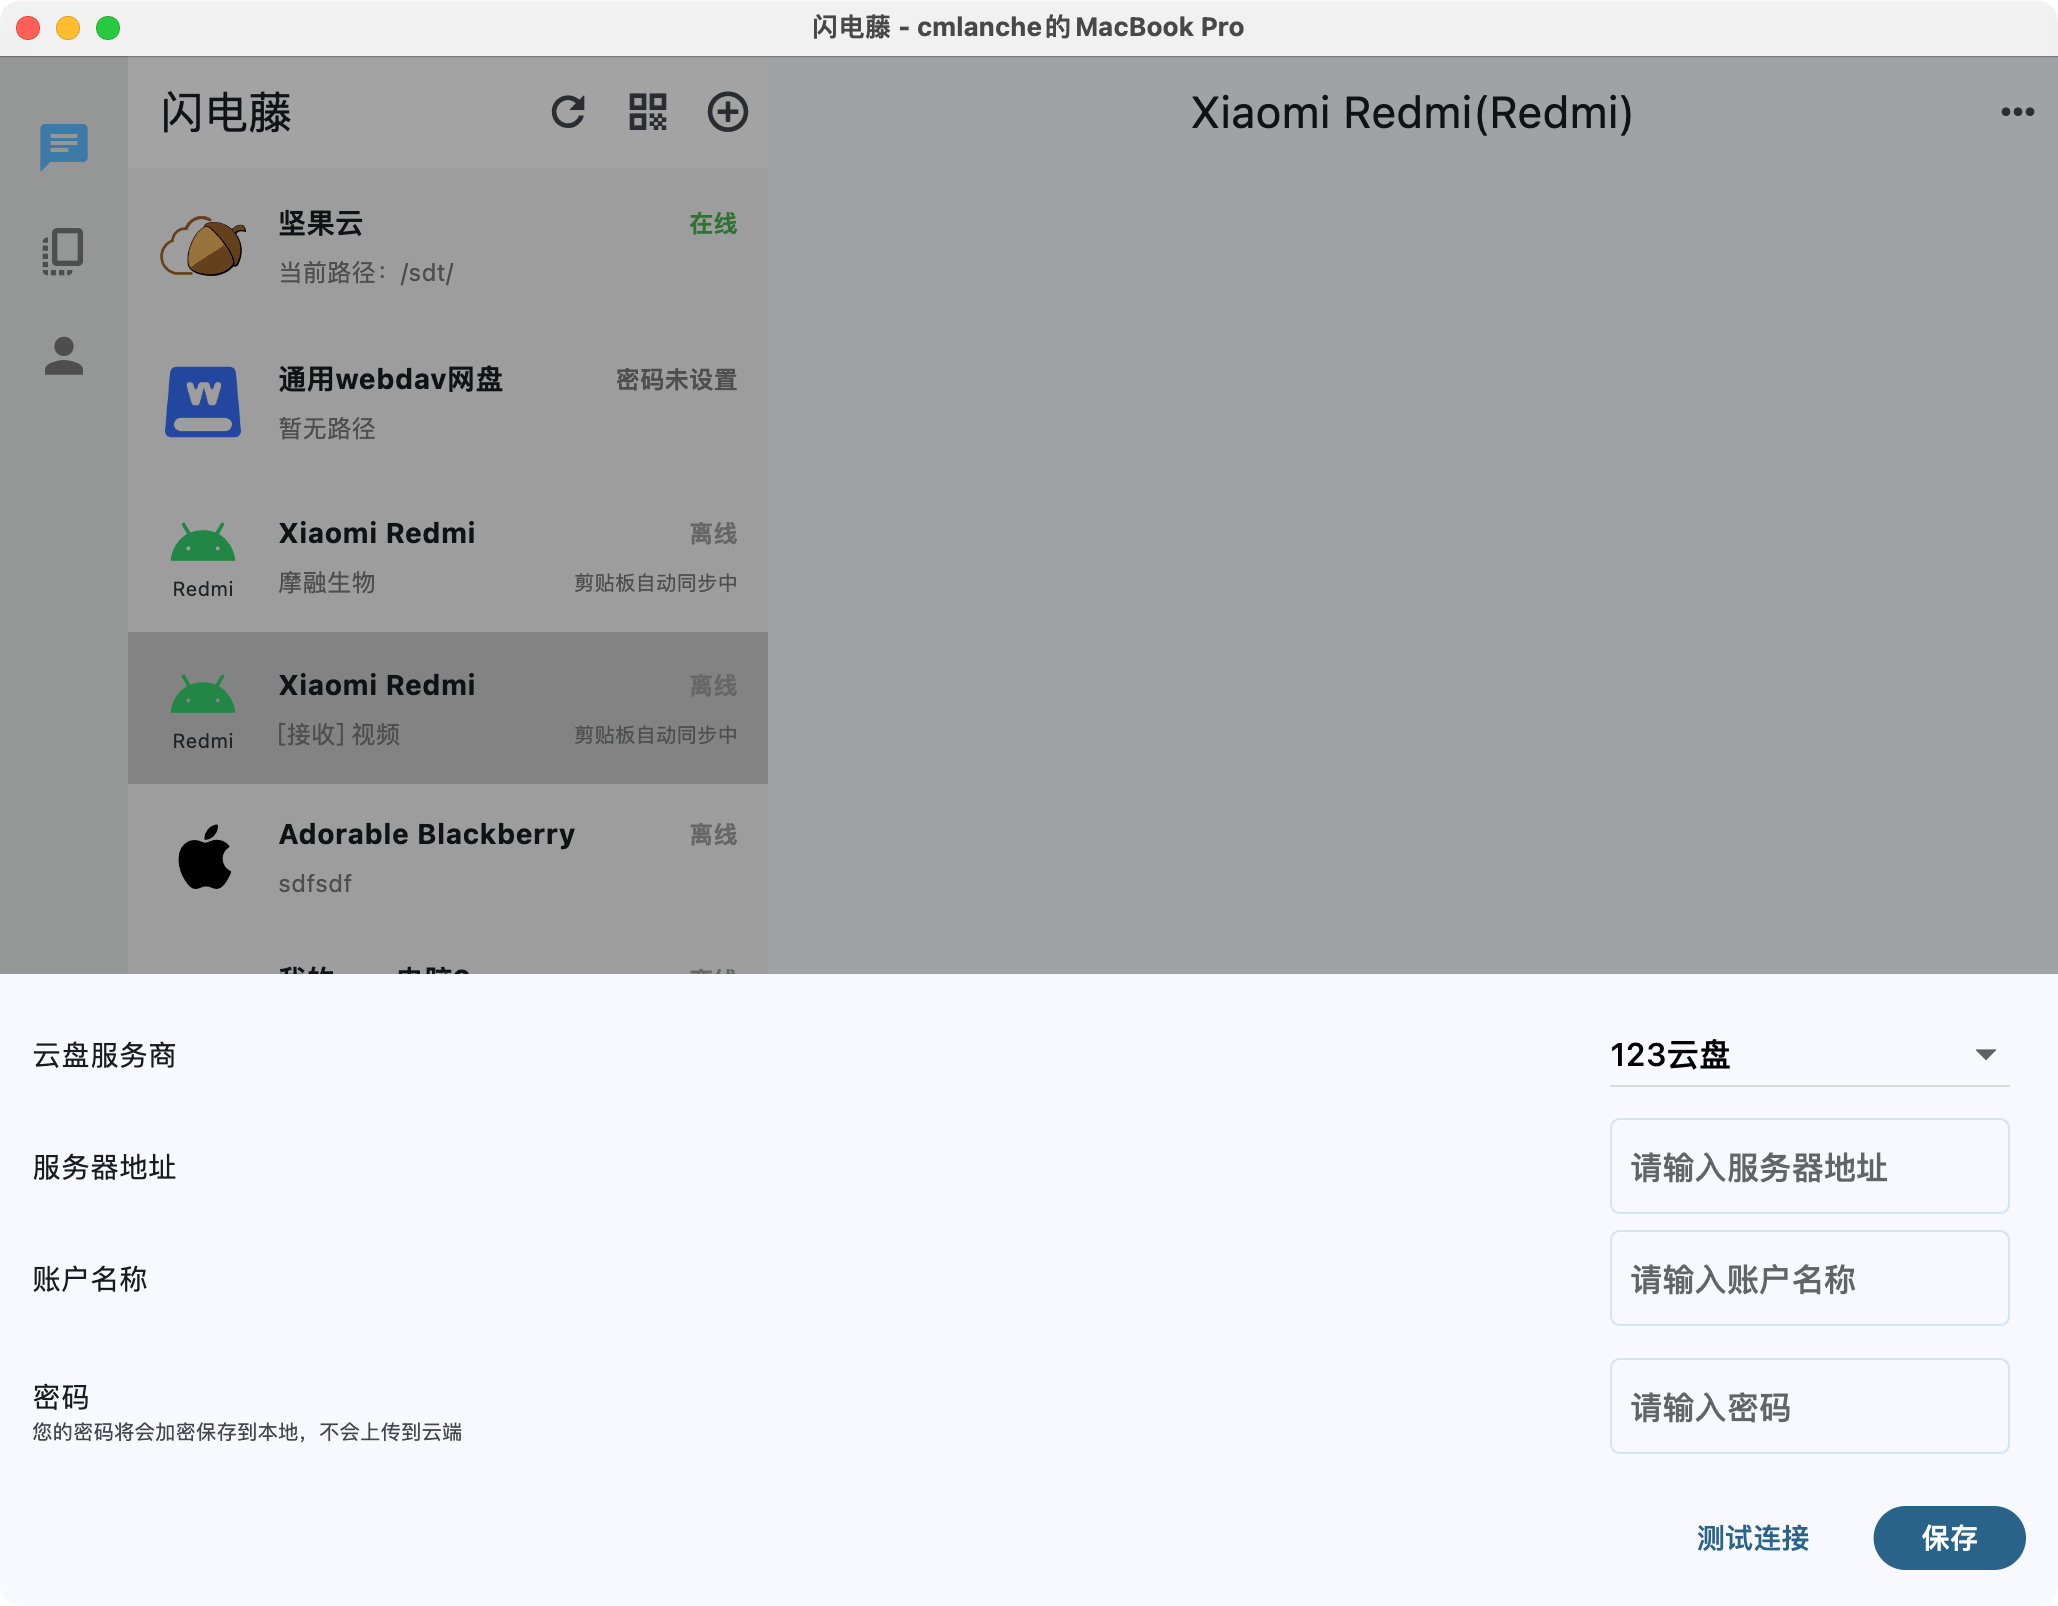 闪电藤 - cmlanche的MacBook Pro
闪电藤
Xiaomi Redmi(Redmi)
坚果云
在线
当前路径：/sdt/
通用webdav网盘
密码未设置
暂无路径
Xiaomi Redmi
离线
Redmi
摩融生物
剪贴板自动同步中
Xiaomi Redmi
离线
Redmi
[接收] 视频
剪贴板自动同步中
Adorable Blackberry
离线
sdfsdf
云盘服务商
123云盘
服务器地址
请输入服务器地址
账户名称
请输入账户名称
密码
您的密码将会加密保存到本地，不会上传到云端
请输入密码
测试连接
保存